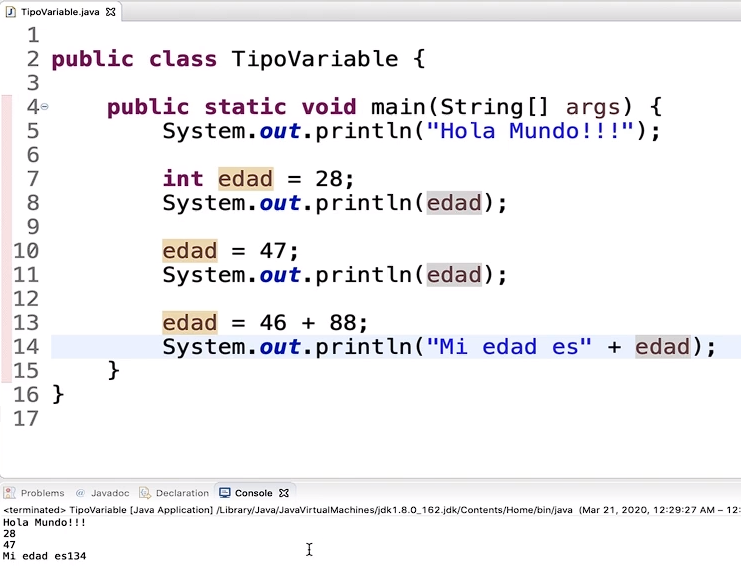 TipoVariable.java
1
2 public class TipoVariable {
3
4 public static void main(String[] args) {
5 System.out.println("Hola Mundo!!!");
6
7 int edad = 28;
8 System.out.println(edad);
9
10 edad = 47;
11 System.out.println(edad);
12
13 edad = 46 + 88;
14 System.out.println("Mi edad es" + edad);
15 }
16 }
17
Problems @ Javadoc Declaration Console
<terminated> TipoVariable [Java Application] /Library/Java/JavaVirtualMachines/jdk1.8.0_162.jdk/Contents/Home/bin/java (Mar 21, 2020, 12:29:27 AM – 12:
Hola Mundo!!!
28
47
Mi edad es134